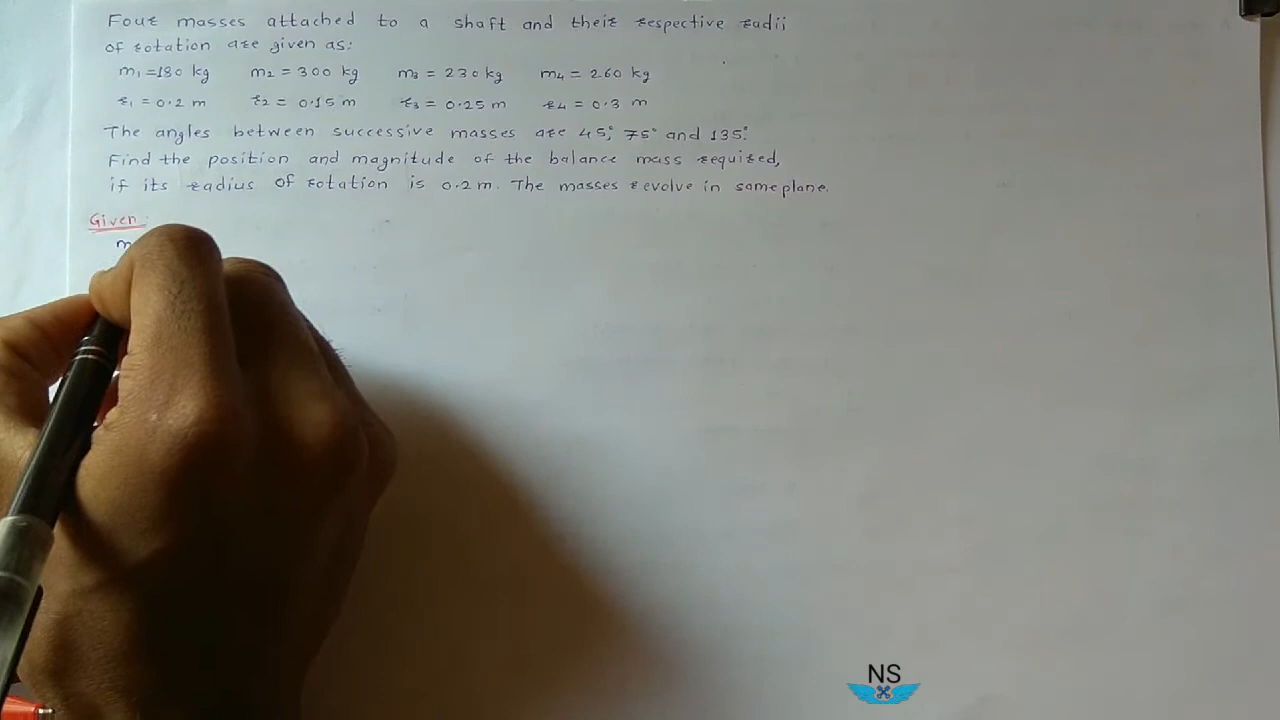 Four masses attached to a shaft and their respective radii
of rotation are given as:
m₁ = 180 kg m₂ = 300 kg m₃ = 230 kg m₄ = 260 kg
r₁ = 0.2 m r₂ = 0.15 m r₃ = 0.25 m r₄ = 0.3 m
The angles between successive masses are 45°, 75° and 135°.
Find the position and magnitude of the balance mass required,
if its radius of rotation is 0.2 m. The masses revolve in same plane.
Given:
m
NS